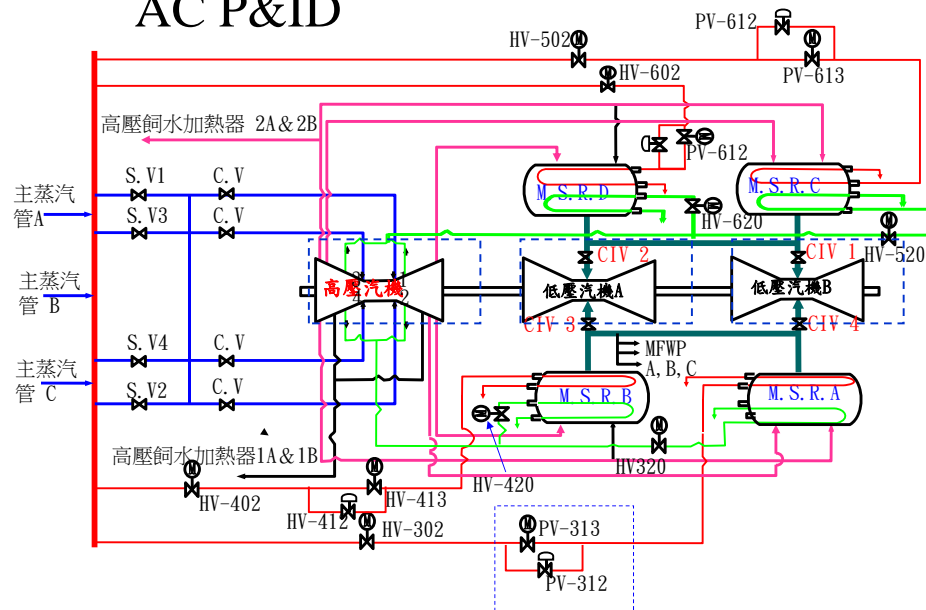 AC P&ID
PV-612
HV-502
PV-613
HV-602
高壓飼水加熱器 2A&2B
PV-612
S.V1
C.V
M.S.R.D
M.S.R.C
主蒸汽
管A
S.V3
C.V
HV-620
HV-520
CIV 2
CIV 1
主蒸汽
管 B
高壓汽機
3
1
4
2
低壓汽機A
低壓汽機B
CIV 3
CIV 4
S.V4
C.V
MFWP
A,B,C
主蒸汽
管 C
S.V2
C.V
M.S.R.B
M.S.R.A
高壓飼水加熱器1A&1B
HV-420
HV320
HV-402
HV-413
HV-412
HV-302
PV-313
PV-312
M
M
M
M
M
M
M
M
M
M
M
M